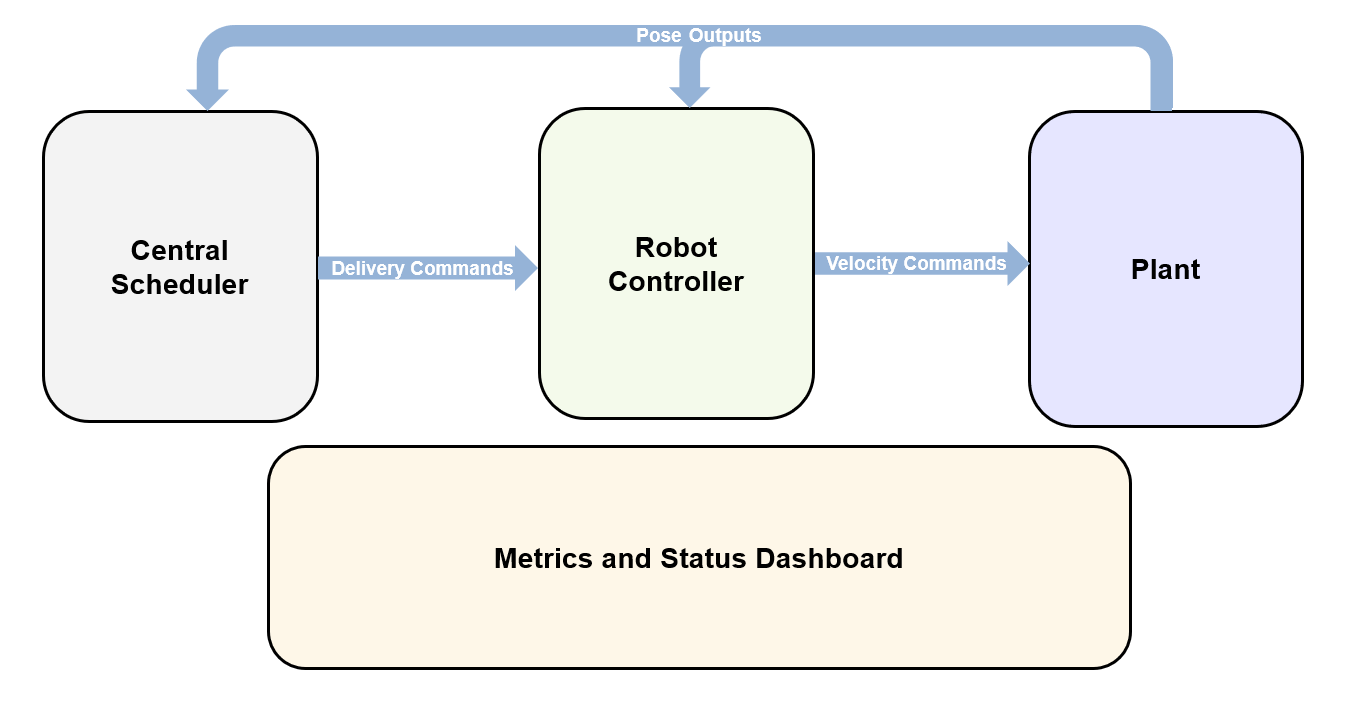 Pose Outputs
Central
Scheduler
Delivery Commands
Robot
Controller
Velocity Commands
Plant
Metrics and Status Dashboard